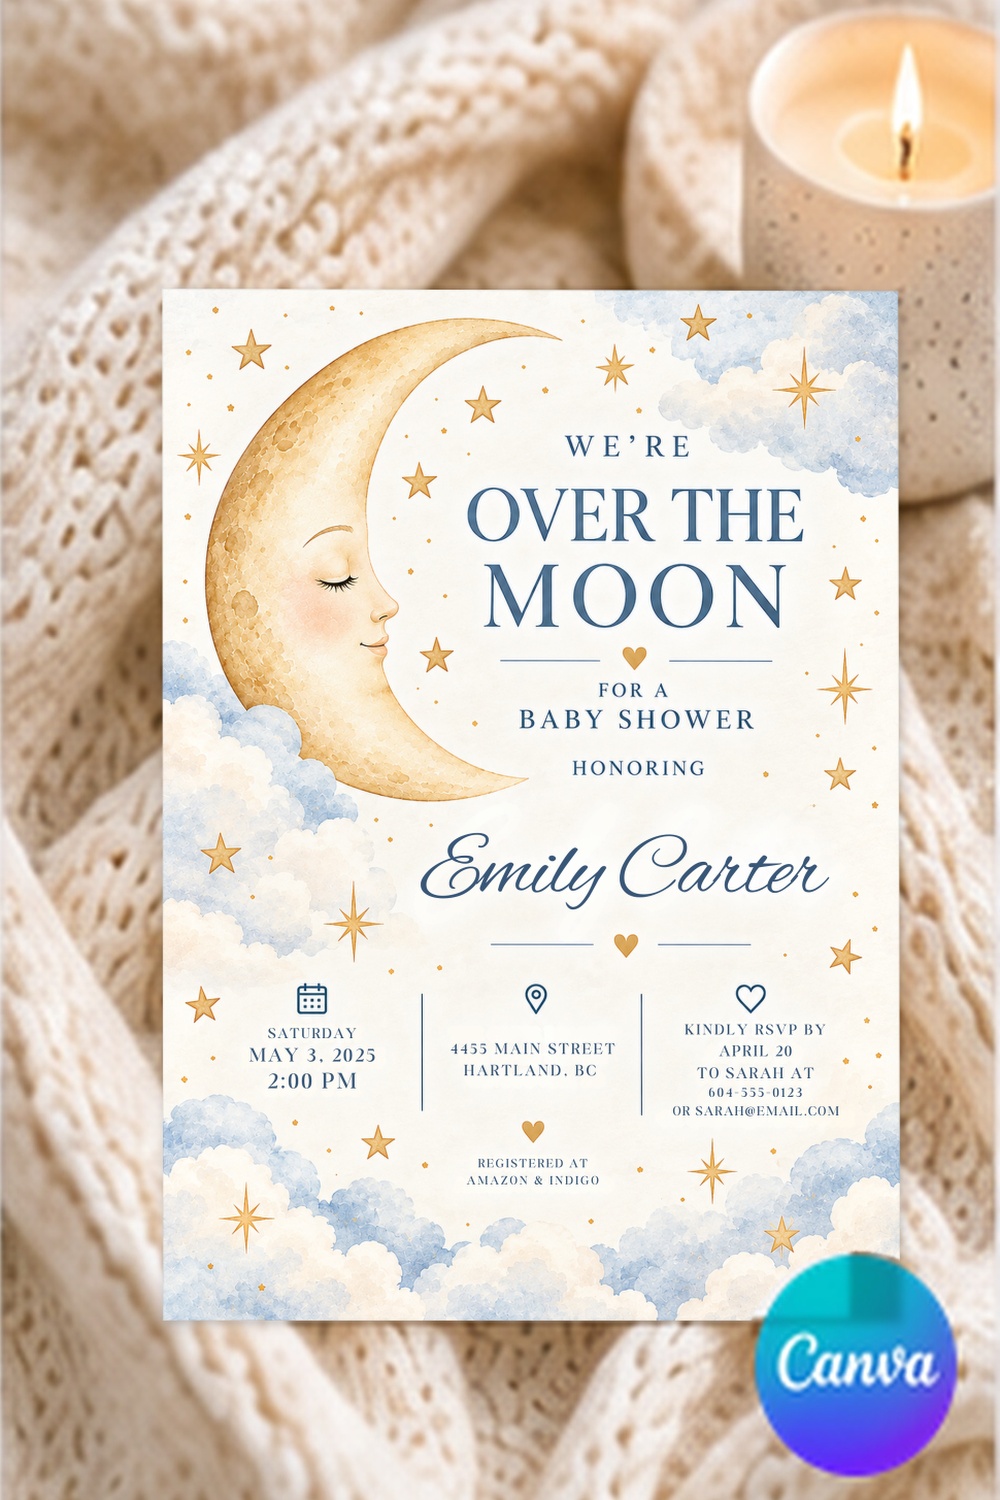 WE'RE
OVER THE
MOON
FOR A
BABY SHOWER
HONORING
Emily Carter
SATURDAY
MAY 3, 2025
2:00 PM
4455 MAIN STREET
HARTLAND, BC
KINDLY RSVP BY
APRIL 20
TO SARAH AT
604-555-0123
OR SARAH@EMAIL.COM
REGISTERED AT
AMAZON & INDIGO
Canva